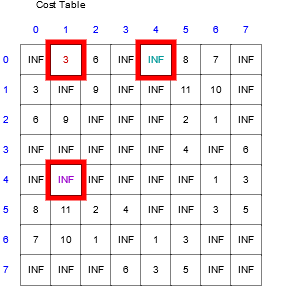 Cost Table
0 1 2 3 4 5 6 7
0 INF 3 6 INF INF 8 7 INF
1 3 INF 9 INF INF 11 10 INF
2 6 9 INF INF INF 2 1 INF
3 INF INF INF INF INF 4 INF 6
4 INF INF INF INF INF INF 1 3
5 8 11 2 4 INF INF 3 5
6 7 10 1 INF 1 3 INF INF
7 INF INF INF 6 3 5 INF INF